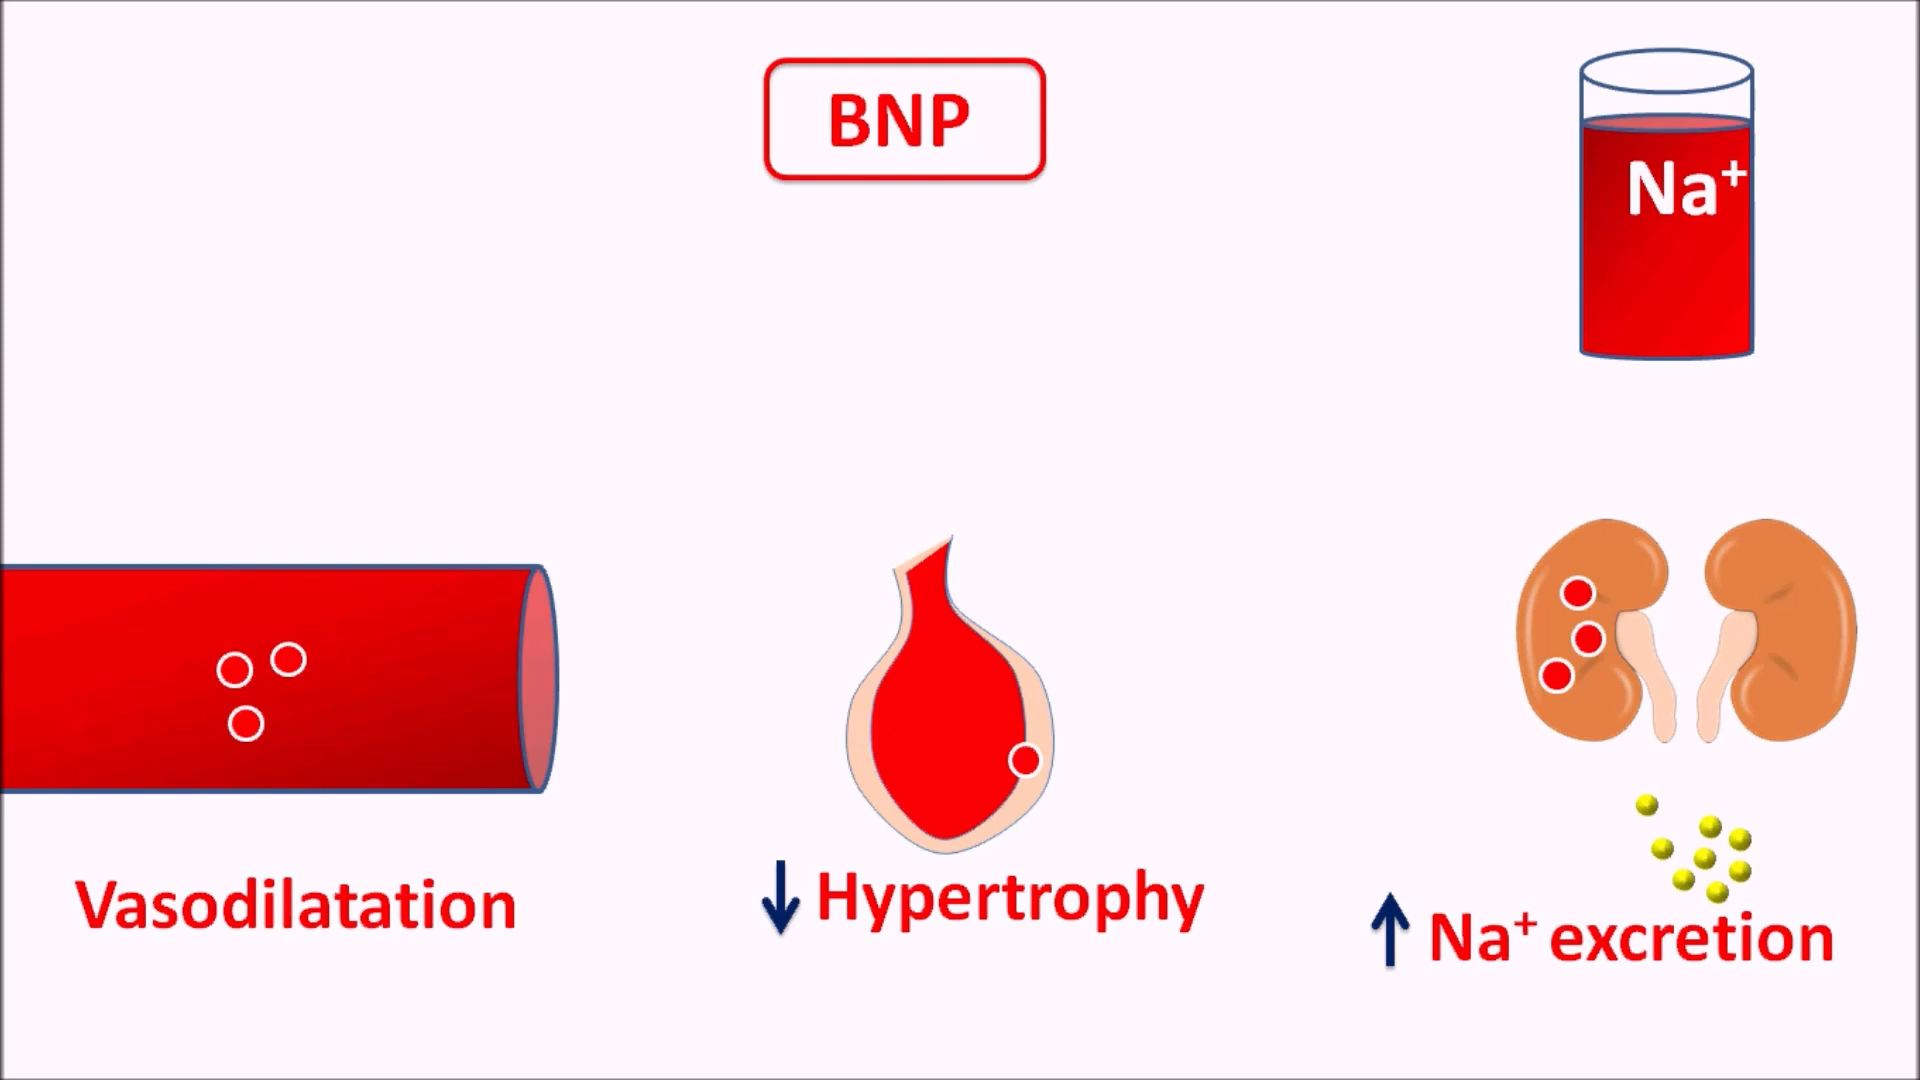 BNP
Na⁺
Vasodilatation
↓ Hypertrophy
↑ Na⁺ excretion